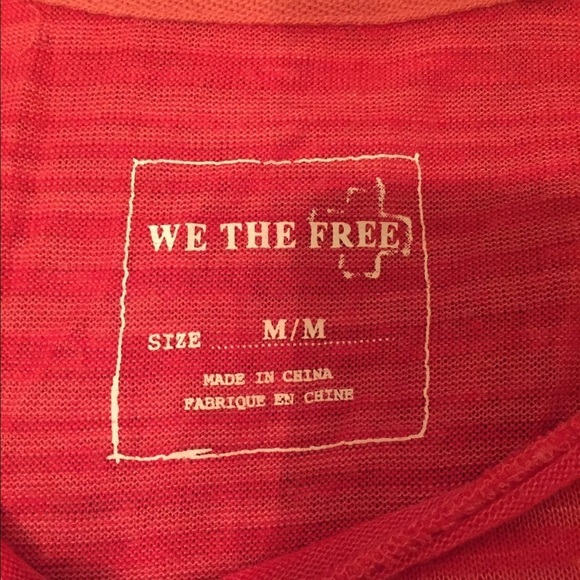 WE THE FREE
SIZE M/M
MADE IN CHINA
FABRIQUE EN CHINE